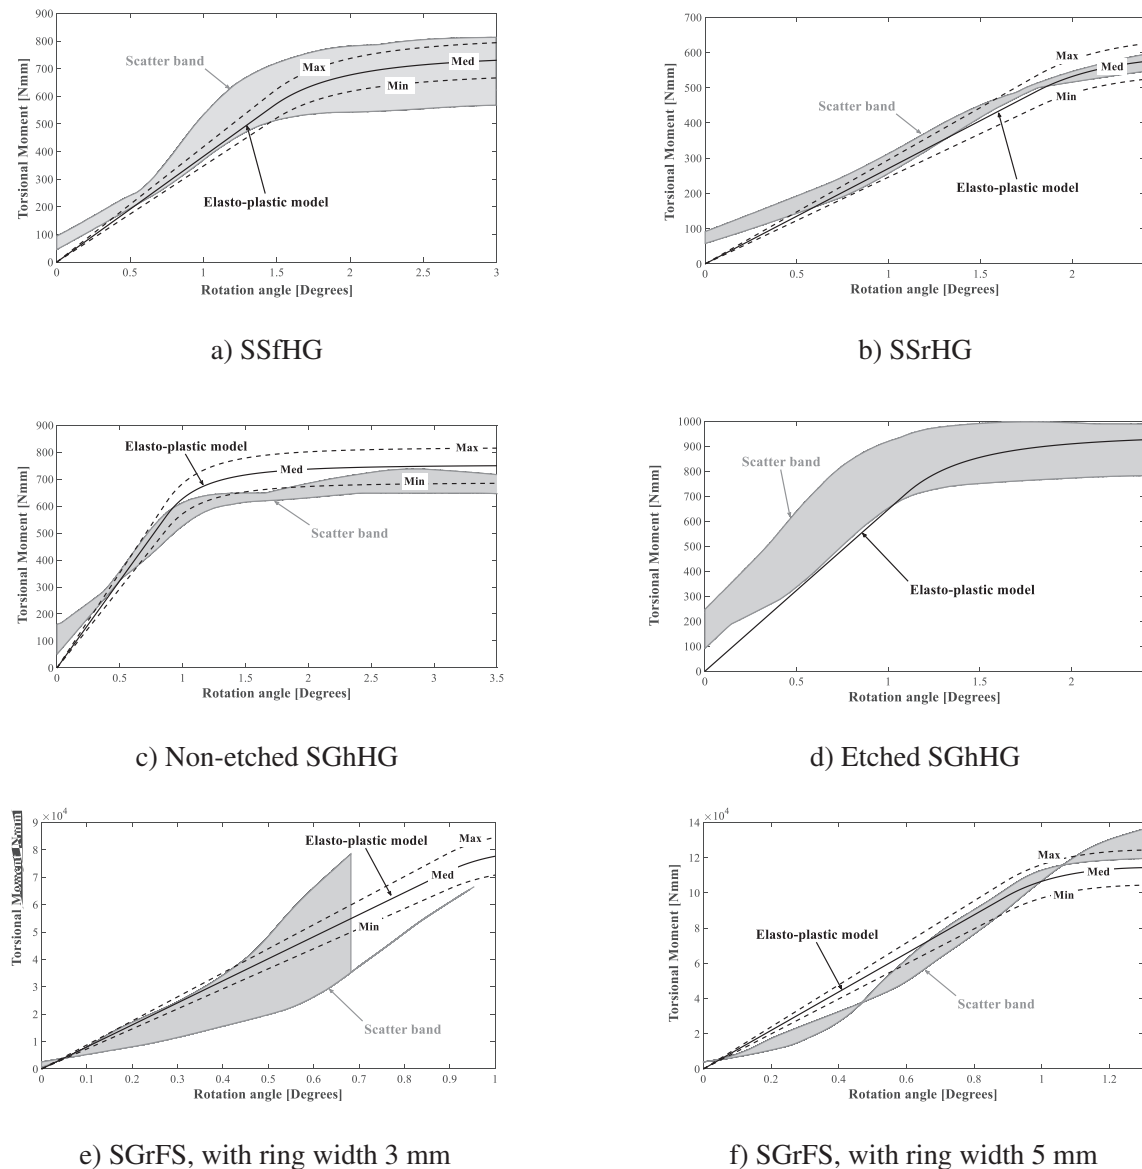 900
800
700
600
500
400
300
200
100
0
0 0.5 1 1.5 2 2.5 3
Torsional Moment [Nmm]
Rotation angle [Degrees]
Scatter band
Max
Med
Min
Elasto-plastic model
a) SSfHG
700
600
500
400
300
200
100
0
0 0.5 1 1.5 2
Torsional Moment [Nmm]
Rotation angle [Degrees]
Scatter band
Max
Med
Min
Elasto-plastic model
b) SSrHG
900
800
700
600
500
400
300
200
100
0
0 0.5 1 1.5 2 2.5 3 3.5
Torsional Moment [Nmm]
Rotation angle [Degrees]
Elasto-plastic model
Max
Med
Min
Scatter band
c) Non-etched SGhHG
1000
900
800
700
600
500
400
300
200
100
0
0 0.5 1 1.5 2
Torsional Moment [Nmm]
Rotation angle [Degrees]
Scatter band
Elasto-plastic model
d) Etched SGhHG
×10⁴
9
8
7
6
5
4
3
2
1
0
0 0.1 0.2 0.3 0.4 0.5 0.6 0.7 0.8 0.9 1
Torsional Moment [Nmm]
Rotation angle [Degrees]
Elasto-plastic model
Max
Med
Min
Scatter band
e) SGrFS, with ring width 3 mm
×10⁴
14
12
10
8
6
4
2
0
0 0.2 0.4 0.6 0.8 1 1.2
Torsional Moment [Nmm]
Rotation angle [Degrees]
Max
Med
Min
Elasto-plastic model
Scatter band
f) SGrFS, with ring width 5 mm